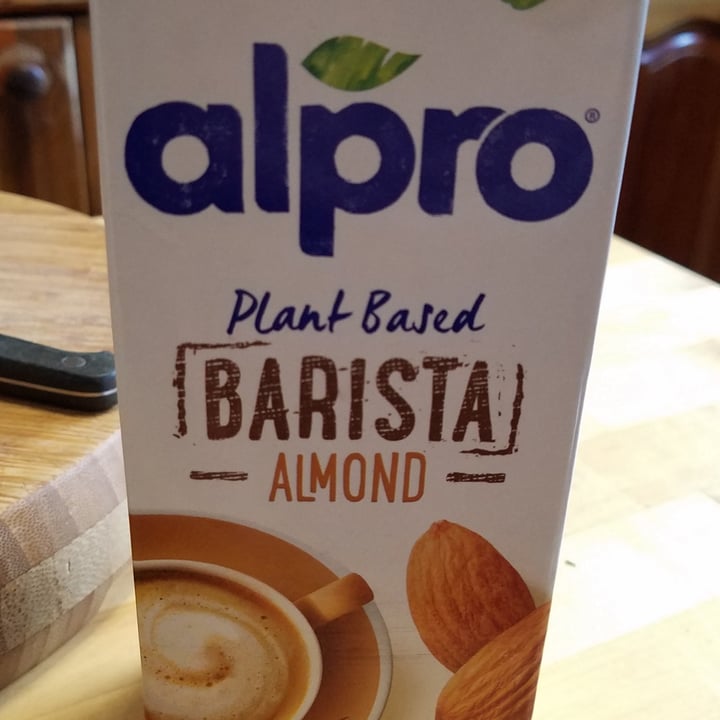 alpro®
Plant Based
BARISTA
ALMOND